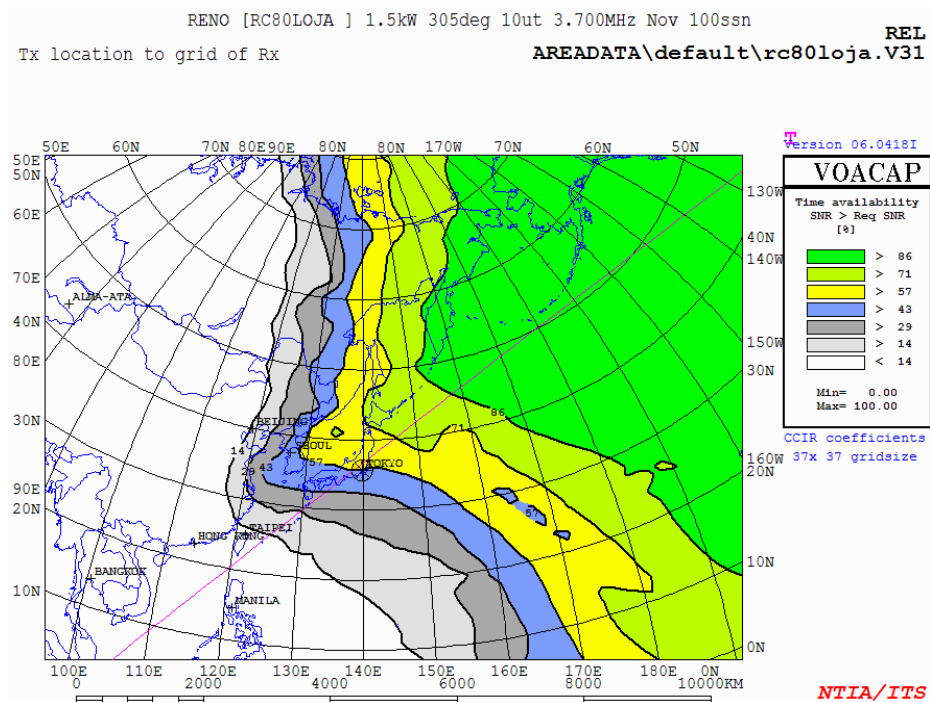 RENO [RC80LOJA ] 1.5kW 305deg 10ut 3.700MHz Nov 100ssn
REL
Tx location to grid of Rx
AREADATA\default\rc80loja.V31
T
Version 06.0418I
50E 60N 70N 80E 90E 80N 80N 170W 70N 60N 50N
50E
50N
60E
70E
40N
80E
30N
90E
20N
10N
130W
40N
140W
150W
30N
160W
20N
10N
0N
VOACAP
Time availability
SNR > Req SNR
[%]
> 86
> 71
> 57
> 43
> 29
> 14
< 14
Min= 0.00
Max= 100.00
CCIR coefficients
37x 37 gridsize
ALMA-ATA
86
BEIJING
71
14
SEOUL
29 43 57
TOKYO
57
TAIPEI
HONG KONG
BANGKOK
MANILA
100E 110E 120E 130E 140E 150E 160E 170E 180E 0N
0 2000 4000 6000 8000 10000KM
NTIA/ITS